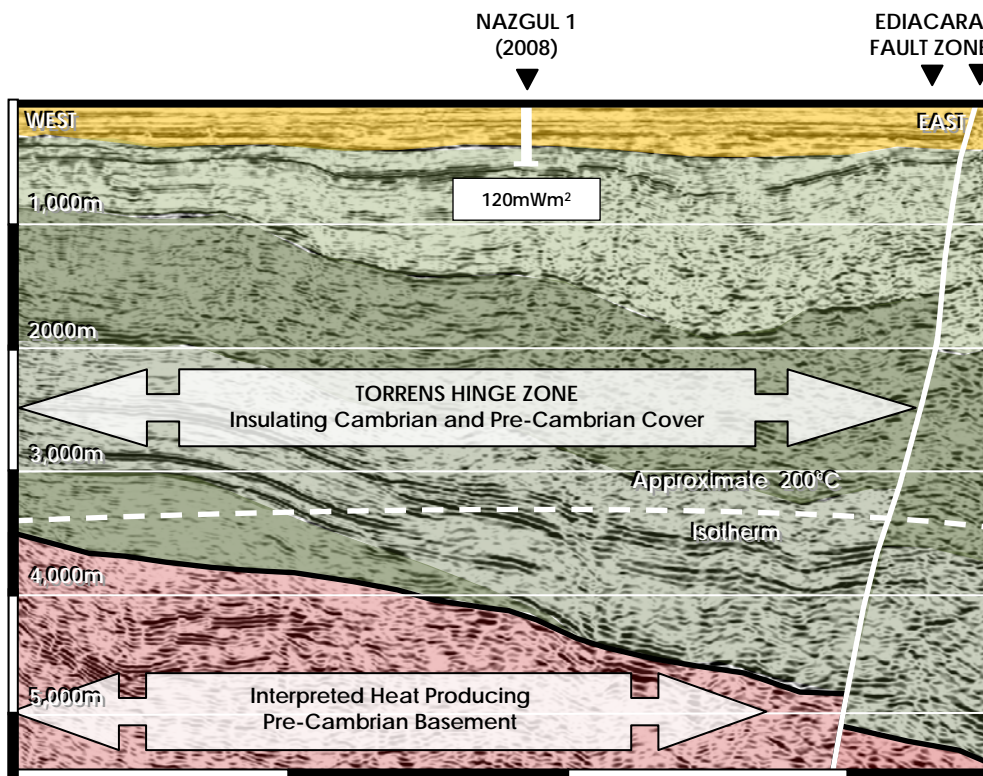 NAZGUL 1
(2008)
EDIACARA
FAULT ZONE
WEST
EAST
120mWm²
1,000m
2000m
TORRENS HINGE ZONE
Insulating Cambrian and Pre-Cambrian Cover
3,000m
Approximate 200°C
Isotherm
4,000m
5,000m
Interpreted Heat Producing
Pre-Cambrian Basement